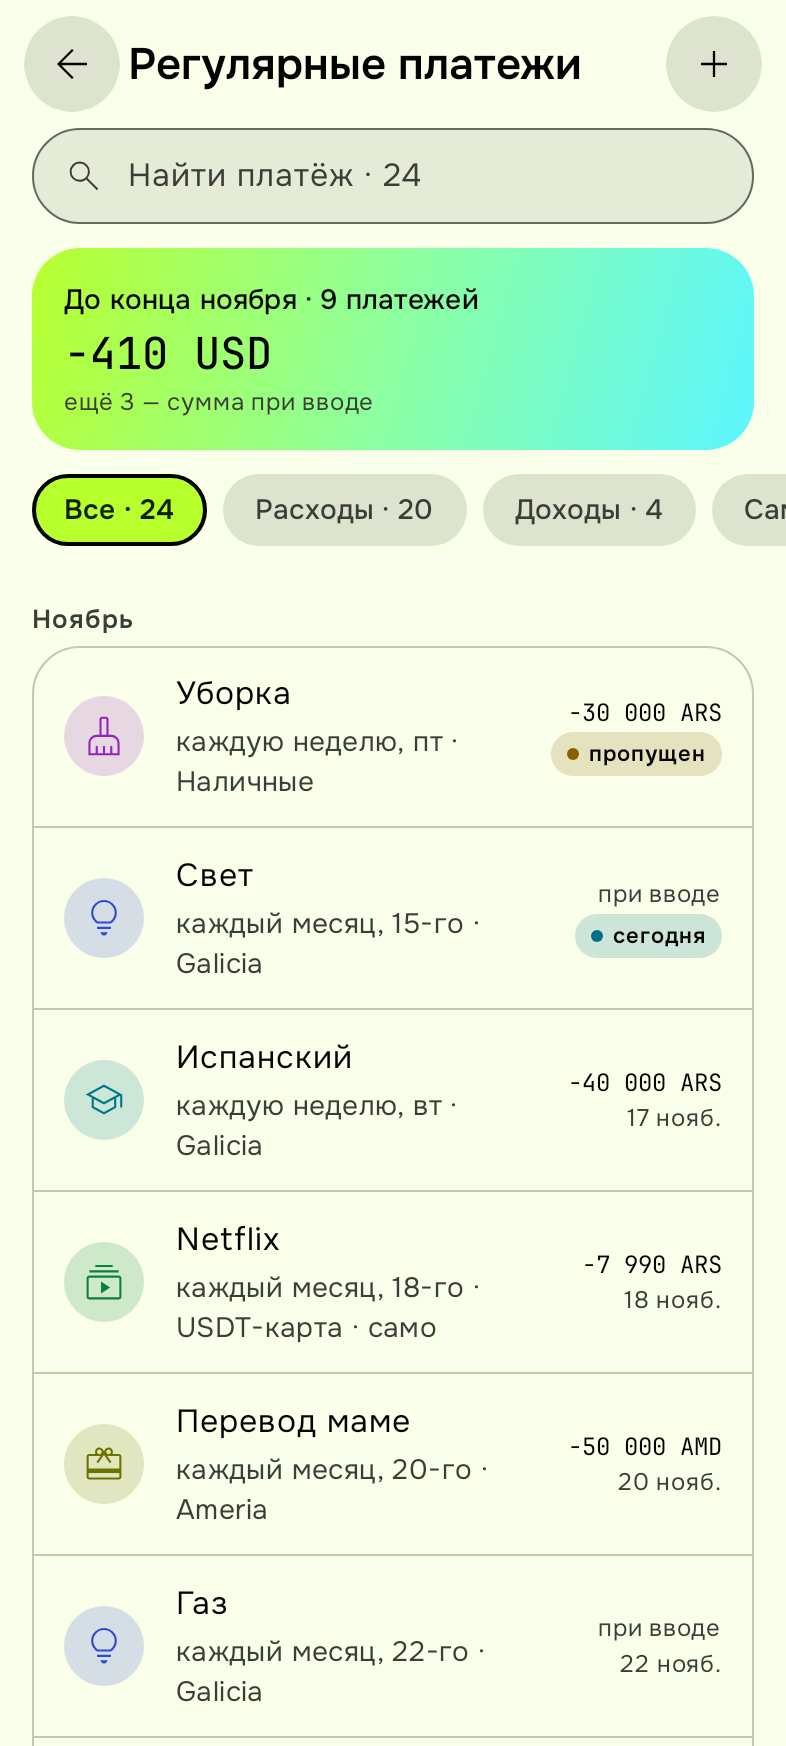 Регулярные платежи
Найти платёж · 24
До конца ноября · 9 платежей
-410 USD
ещё 3 — сумма при вводе
Все · 24
Расходы · 20
Доходы · 4
Сам
Ноябрь
Уборка
каждую неделю, пт ·
Наличные
-30 000 ARS
пропущен
Свет
каждый месяц, 15-го ·
Galicia
при вводе
сегодня
Испанский
каждую неделю, вт ·
Galicia
-40 000 ARS
17 нояб.
Netflix
каждый месяц, 18-го ·
USDT-карта · само
-7 990 ARS
18 нояб.
Перевод маме
каждый месяц, 20-го ·
Ameria
-50 000 AMD
20 нояб.
Газ
каждый месяц, 22-го ·
Galicia
при вводе
22 нояб.